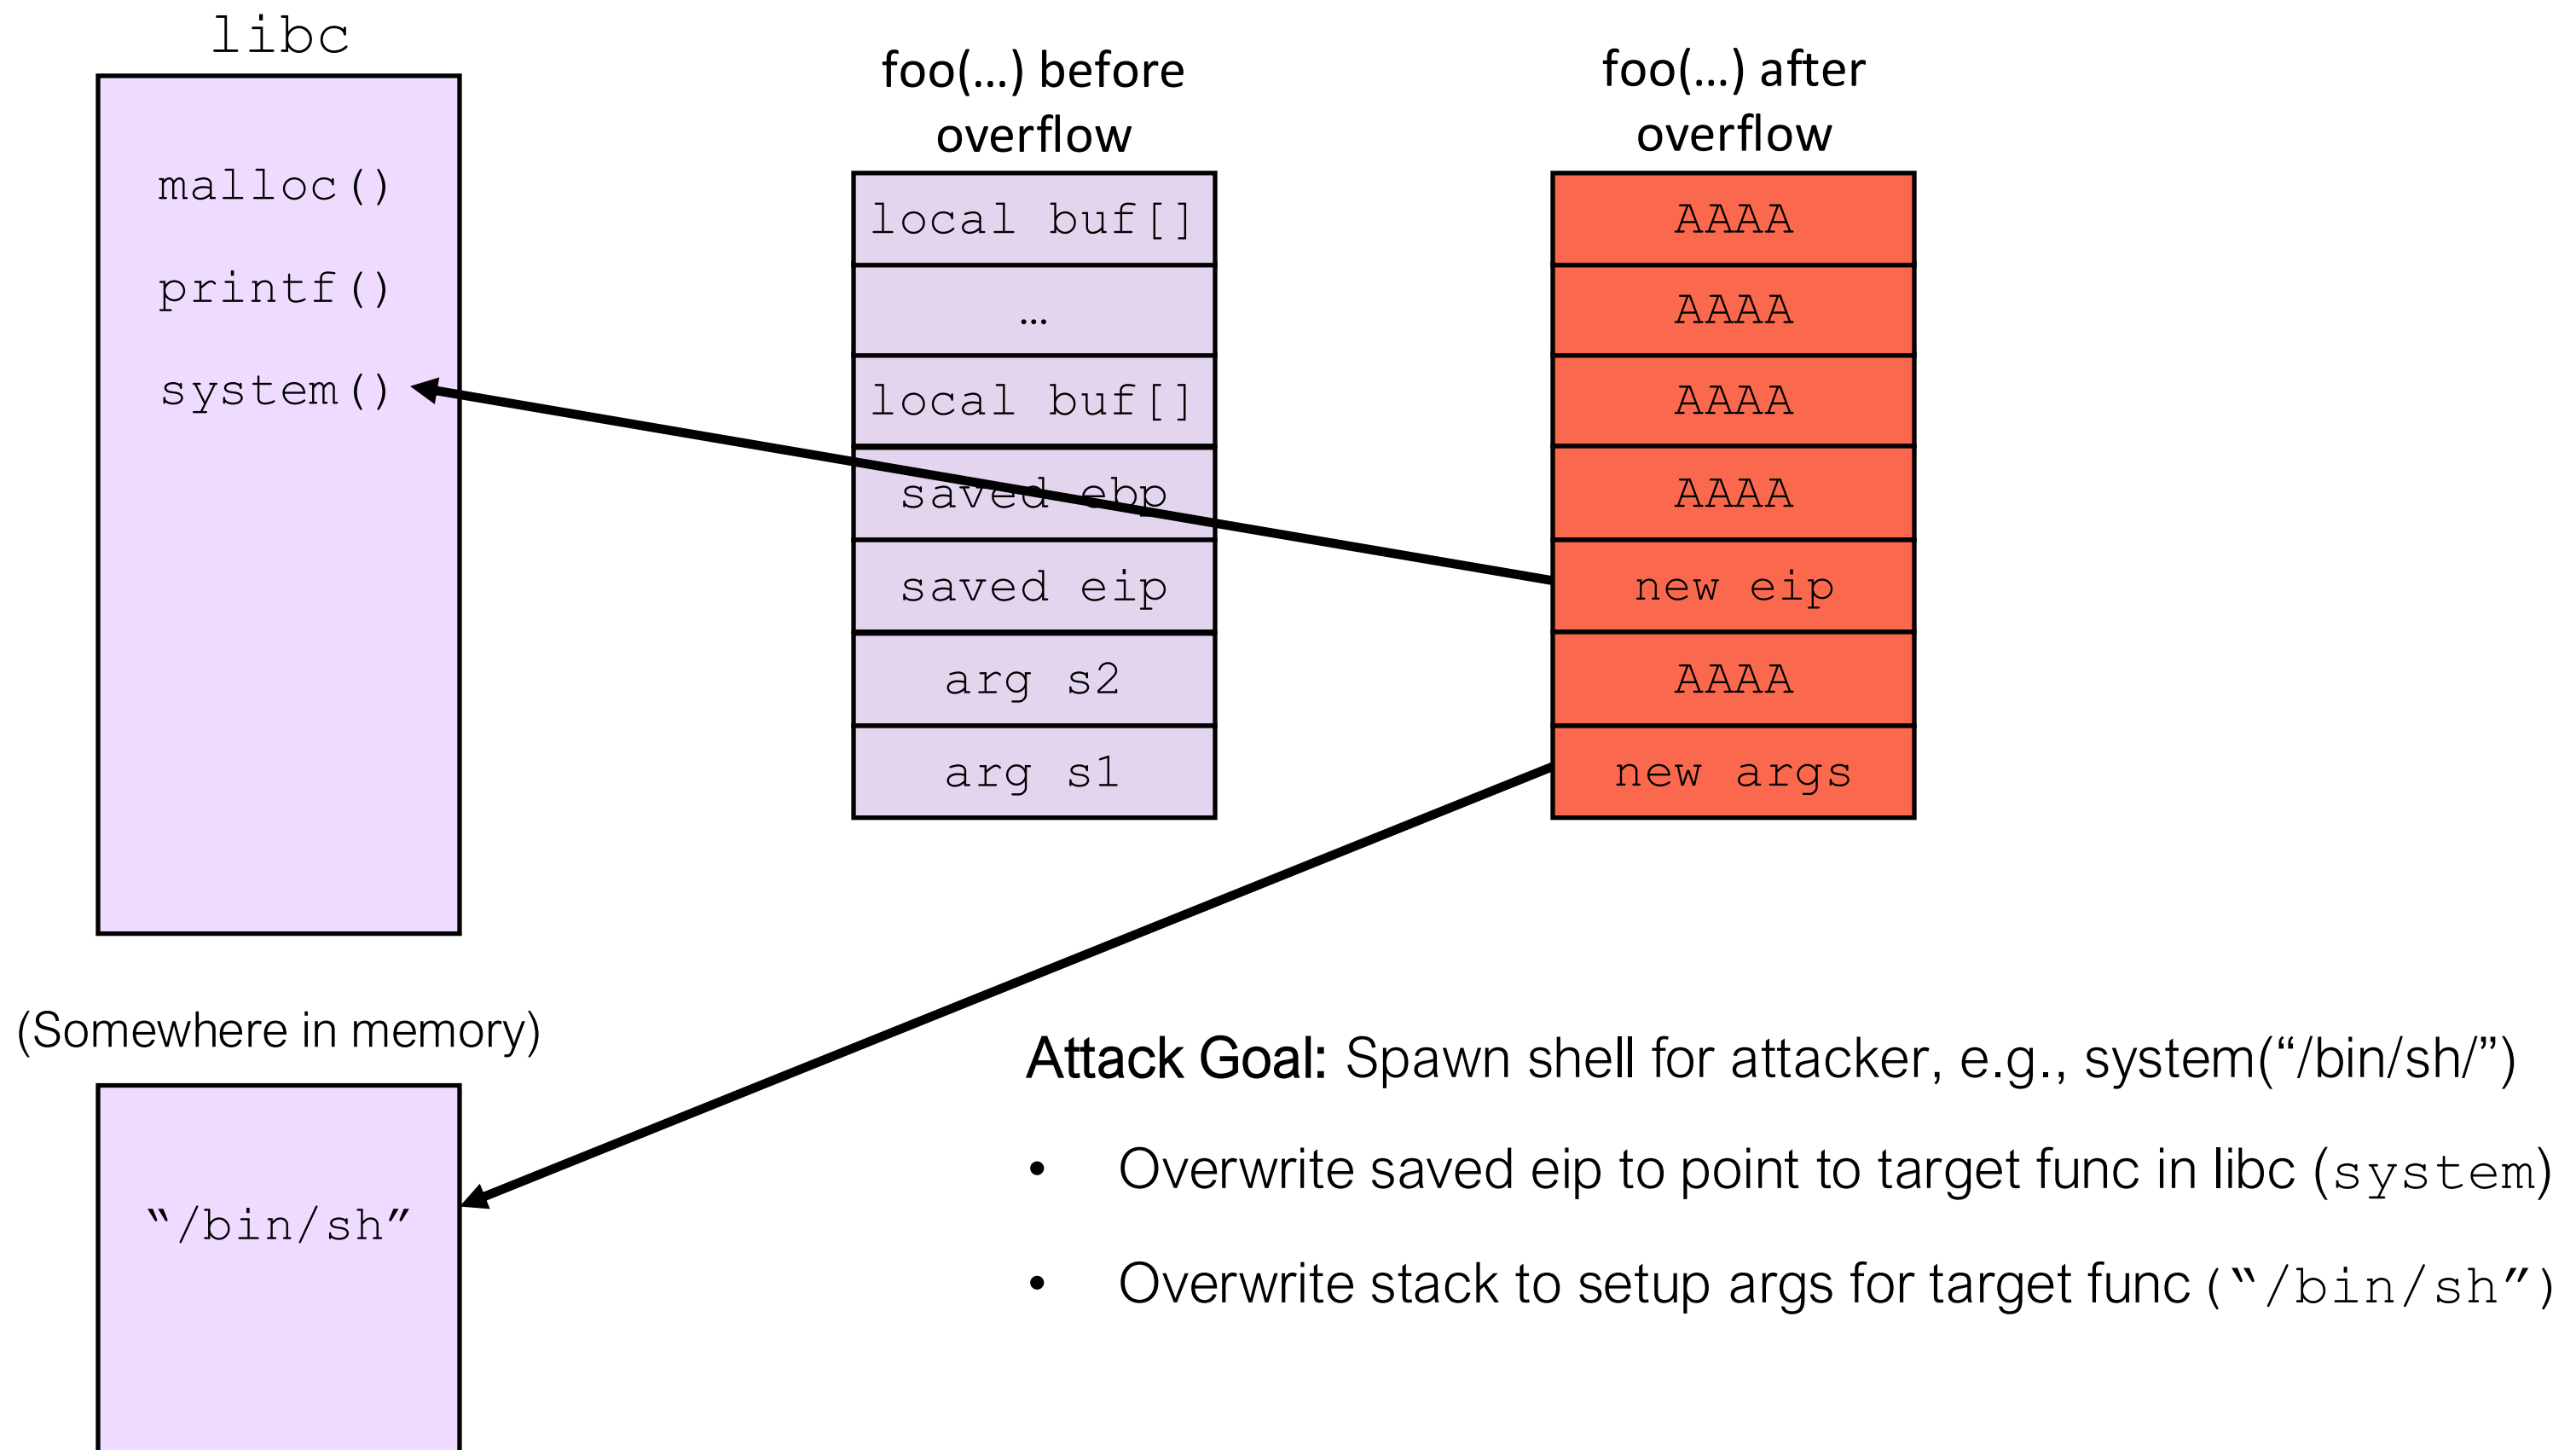 libc
malloc()
printf()
system()
(Somewhere in memory)
“/bin/sh”
foo(…) before
overflow
local buf[]
…
local buf[]
saved ebp
saved eip
arg s2
arg s1
foo(…) after
overflow
AAAA
AAAA
AAAA
AAAA
new eip
AAAA
new args
Attack Goal: Spawn shell for attacker, e.g., system(“/bin/sh/”)
• Overwrite saved eip to point to target func in libc (system)
• Overwrite stack to setup args for target func (“/bin/sh”)